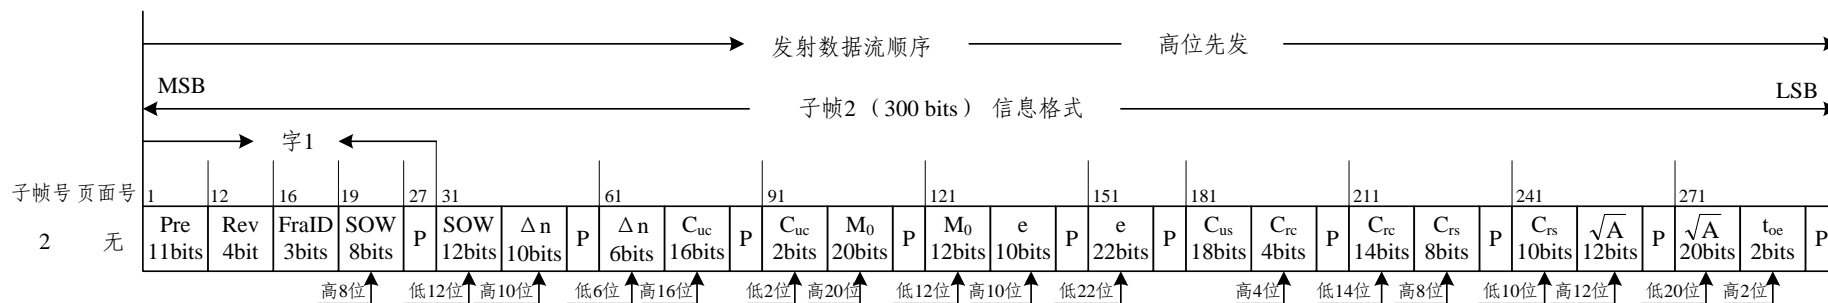 发射数据流顺序 高位先发
MSB
子帧2（300 bits）信息格式 LSB
字1
子帧号 页面号 1 12 16 19 27 31 61 91 121 151 181 211 241 271
Pre Rev FraID SOW P SOW Δn P Δn Cuc P Cuc M0 P M0 e P e P Cus Crc P Crc Crs P Crs √A P √A toe P
2 无 11bits 4bit 3bits 8bits 12bits 10bits 6bits 16bits 2bits 20bits 12bits 10bits 22bits 18bits 4bits 14bits 8bits 10bits 12bits 20bits 2bits
高8位 低12位 高10位 低6位 高16位 低2位 高20位 低12位 高10位 低22位 高4位 低14位 高8位 低10位 高12位 低20位 高2位